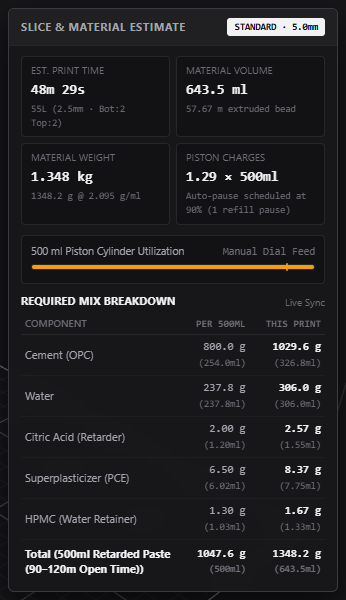 SLICE & MATERIAL ESTIMATE
STANDARD · 5.0mm
EST. PRINT TIME
48m 29s
55L (2.5mm · Bot:2
Top:2)
MATERIAL VOLUME
643.5 ml
57.67 m extruded bead
MATERIAL WEIGHT
1.348 kg
1348.2 g @ 2.095 g/ml
PISTON CHARGES
1.29 × 500ml
Auto-pause scheduled at
90% (1 refill pause)
500 ml Piston Cylinder Utilization
Manual Dial Feed
REQUIRED MIX BREAKDOWN
Live Sync
COMPONENT PER 500ML THIS PRINT
Cement (OPC) 800.0 g 1029.6 g
(254.0ml) (326.8ml)
Water 237.8 g 306.0 g
(237.8ml) (306.0ml)
Citric Acid (Retarder) 2.00 g 2.57 g
(1.20ml) (1.55ml)
Superplasticizer (PCE) 6.50 g 8.37 g
(6.02ml) (7.75ml)
HPMC (Water Retainer) 1.30 g 1.67 g
(1.03ml) (1.33ml)
Total (500ml Retarded Paste 1047.6 g 1348.2 g
(90–120m Open Time)) (500ml) (643.5ml)